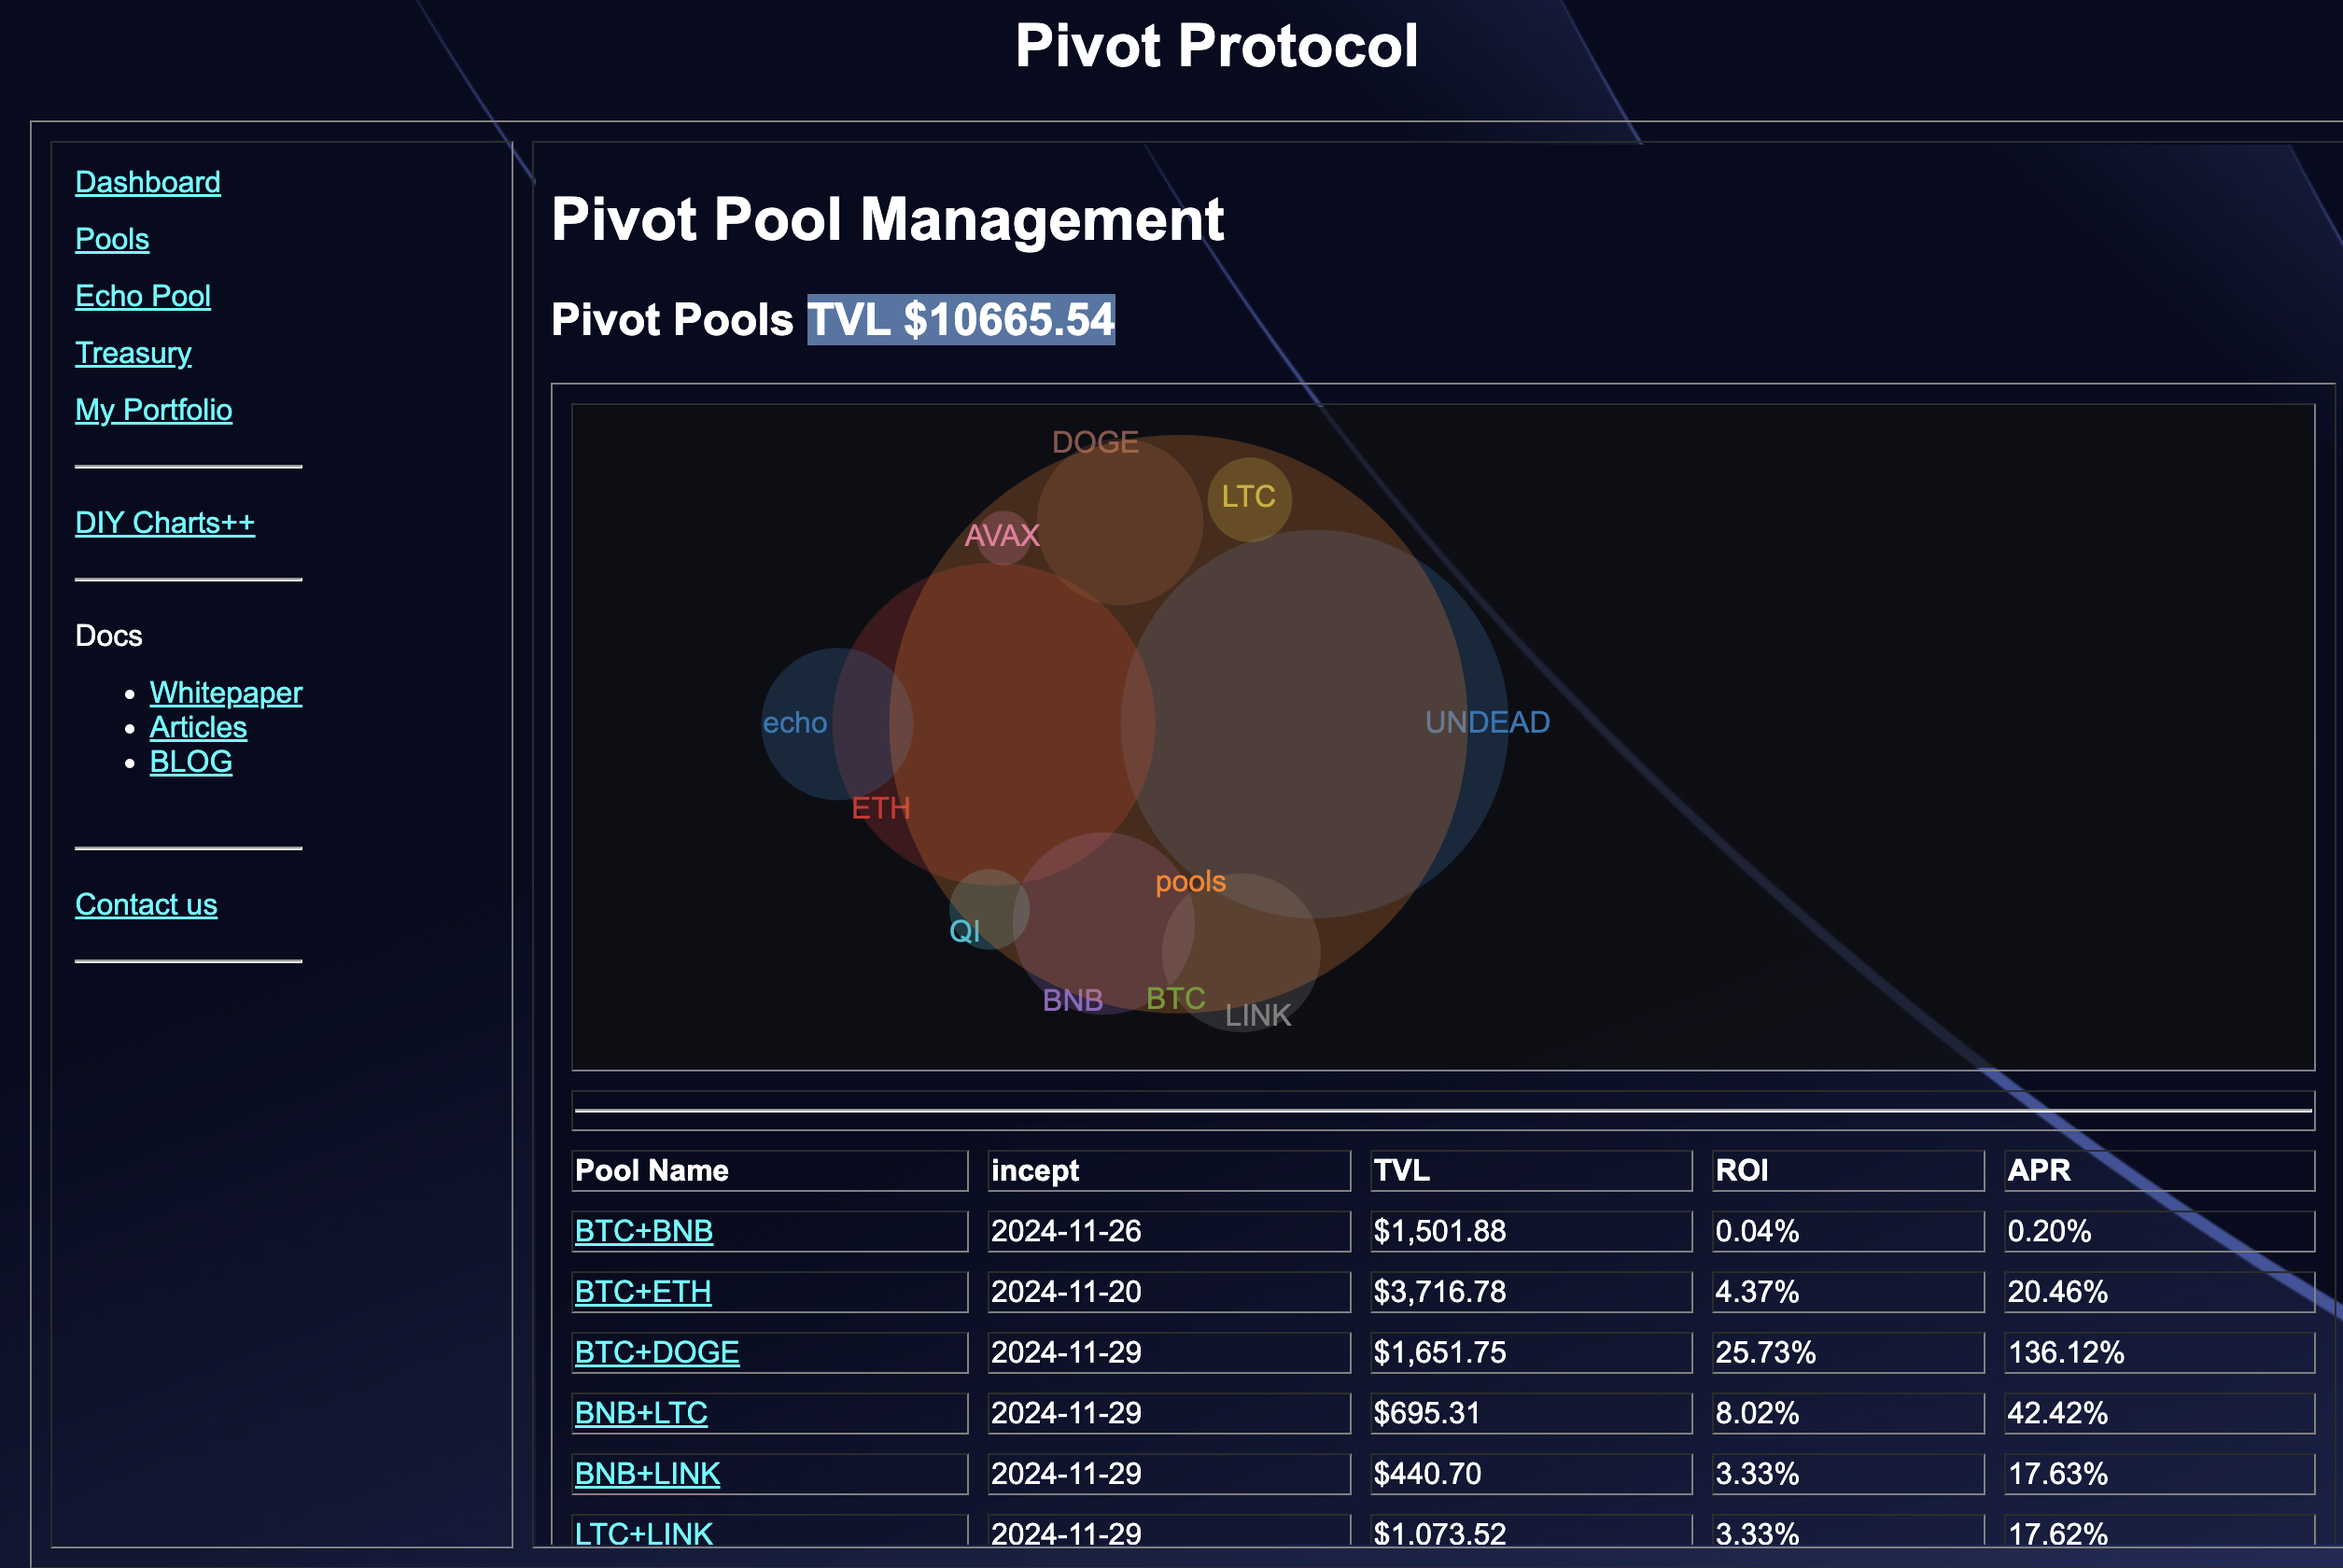 Pivot Protocol
Dashboard
Pools
Echo Pool
Treasury
My Portfolio
DIY Charts++
Docs
Whitepaper
Articles
BLOG
Contact us
Pivot Pool Management
Pivot Pools TVL $10665.54
DOGE
LTC
AVAX
echo
UNDEAD
ETH
pools
QI
BNB
BTC
LINK
Pool Name incept TVL ROI APR
BTC+BNB 2024-11-26 $1,501.88 0.04% 0.20%
BTC+ETH 2024-11-20 $3,716.78 4.37% 20.46%
BTC+DOGE 2024-11-29 $1,651.75 25.73% 136.12%
BNB+LTC 2024-11-29 $695.31 8.02% 42.42%
BNB+LINK 2024-11-29 $440.70 3.33% 17.63%
LTC+LINK 2024-11-29 $1,073.52 3.33% 17.62%